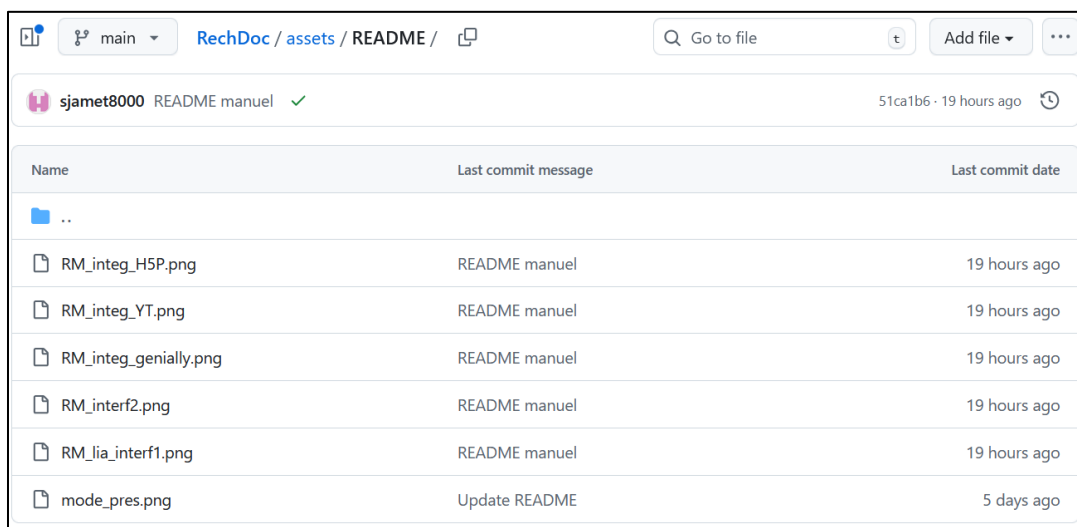 main RechDoc / assets / README / Go to file t Add file ...
sjamet8000 README manuel 51ca1b6 · 19 hours ago
Name Last commit message Last commit date
..
RM_integ_H5P.png README manuel 19 hours ago
RM_integ_YT.png README manuel 19 hours ago
RM_integ_genially.png README manuel 19 hours ago
RM_interf2.png README manuel 19 hours ago
RM_lia_interf1.png README manuel 19 hours ago
mode_pres.png Update README 5 days ago